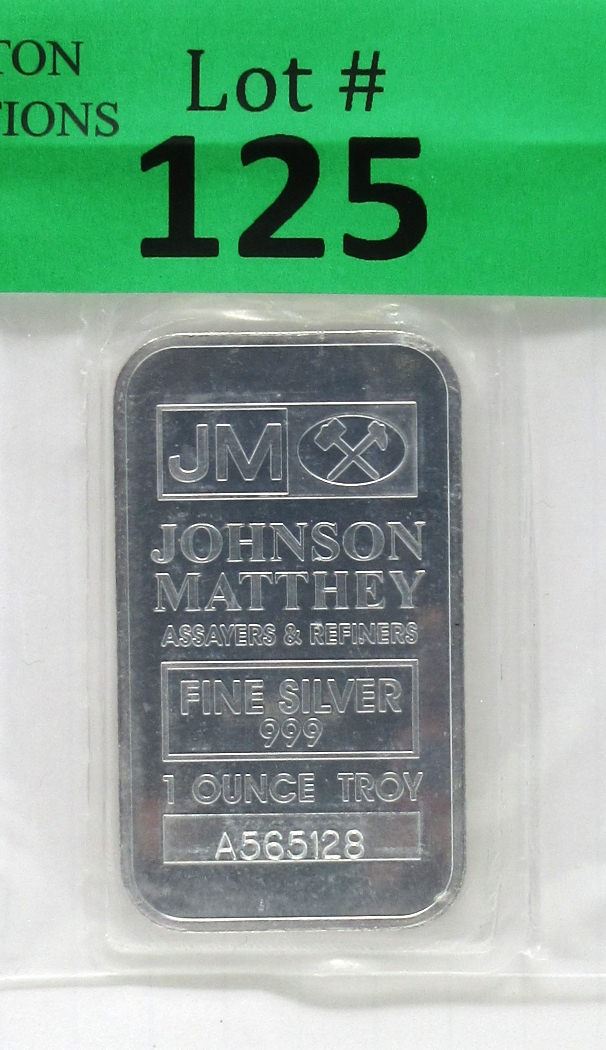 TON
TIONS
Lot #
125
JM
JOHNSON
MATTHEY
ASSAYERS & REFINERS
FINE SILVER
999
1 OUNCE TROY
A565128